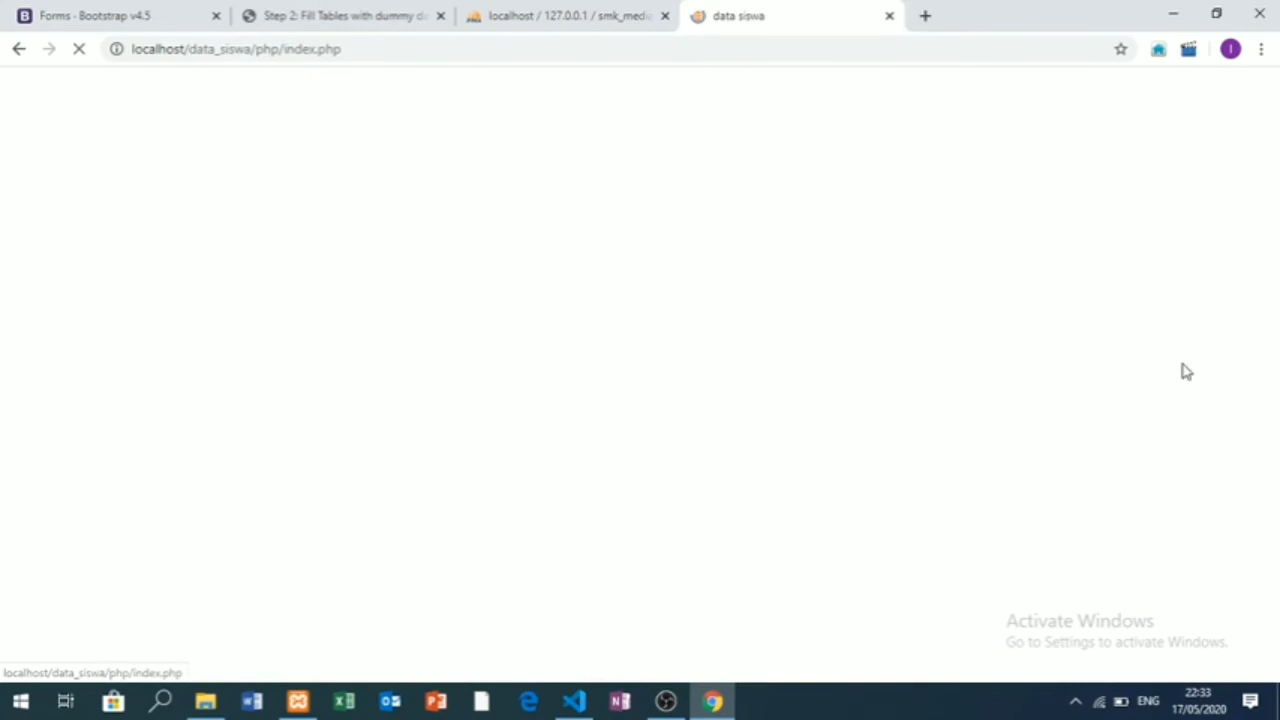 Forms · Bootstrap v4.5
Step 2: Fill Tables with dummy d
localhost / 127.0.0.1 / smk_medi
data siswa
localhost/data_siswa/php/index.php
I
Activate Windows
Go to Settings to activate Windows.
localhost/data_siswa/php/index.php
ENG
22:33
17/05/2020